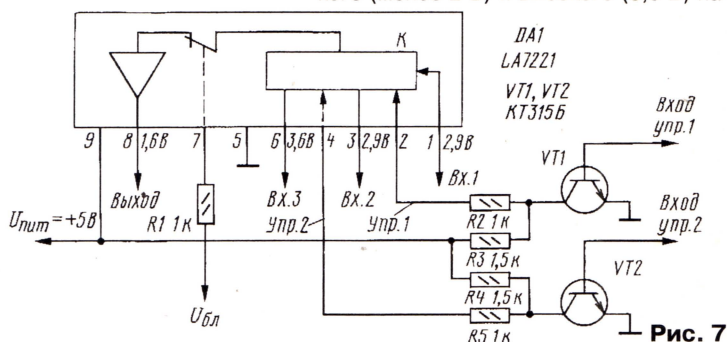 К
DA1
LA7221
VT1, VT2
КТ315Б
9
8
1,6В
7
5
6
3,6В
4
3
2,9В
2
1
2,9В
Вход упр.1
VT1
Выход
Вх.3
Вх.2
Вх.1
Uпит=+5В
R1 1к
Упр.2
Упр.1
R2 1к
R3 1,5к
R4 1,5к
R5 1к
Вход упр.2
VT2
Uбл
Рис. 7